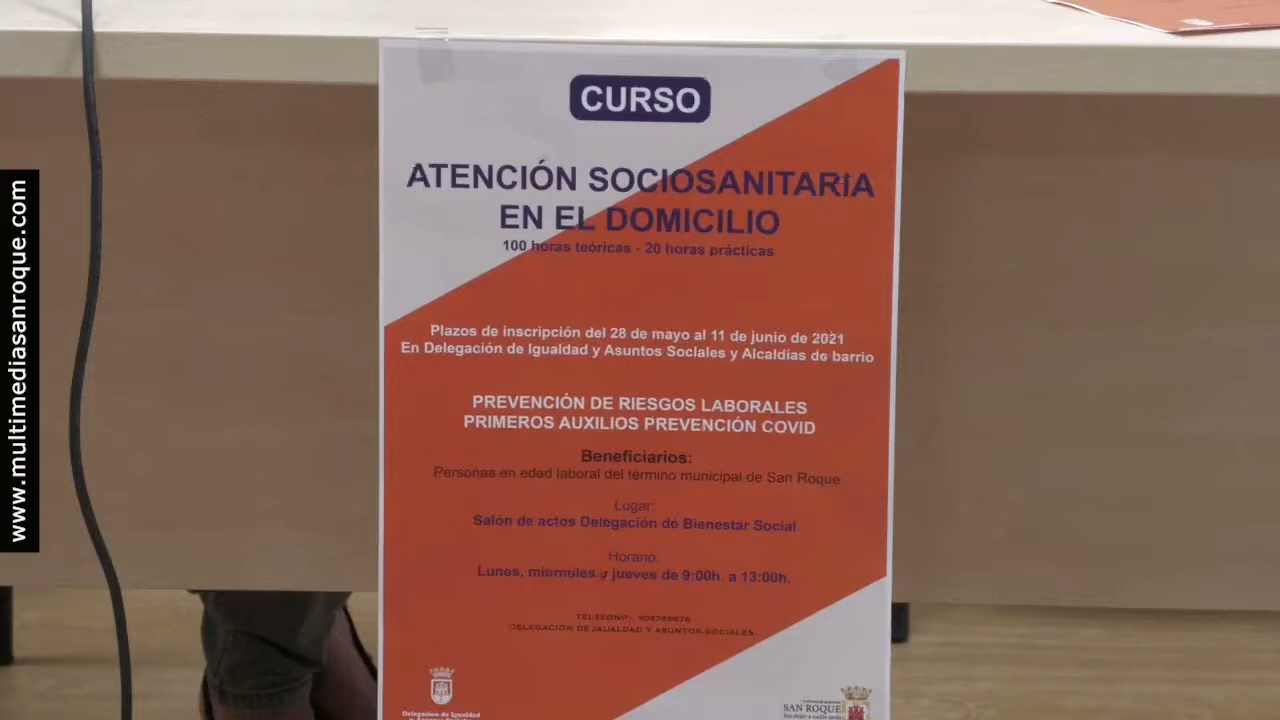 www.multimediasanroque.com
CURSO
ATENCIÓN SOCIOSANITARIA
EN EL DOMICILIO
100 horas teóricas - 20 horas prácticas
Plazos de inscripción del 28 de mayo al 11 de junio de 2021
En Delegación de Igualdad y Asuntos Sociales y Alcaldías de barrio
PREVENCIÓN DE RIESGOS LABORALES
PRIMEROS AUXILIOS PREVENCIÓN COVID
Beneficiarios:
Personas en edad laboral del término municipal de San Roque
Lugar:
Salón de actos Delegación de Bienestar Social
Horario:
Lunes, miércoles y jueves de 9:00h. a 13:00h.
DELEGACIÓN DE IGUALDAD Y ASUNTOS SOCIALES
Delegación de Igualdad
SAN ROQUE